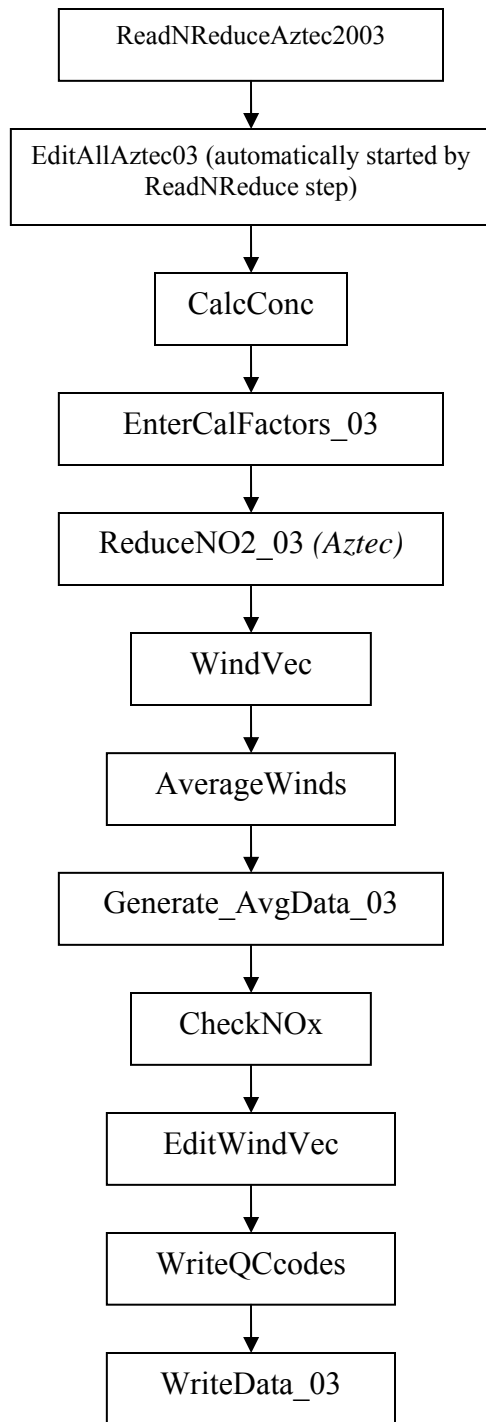 ReadNReduceAztec2003
EditAllAztec03 (automatically started by
ReadNReduce step)
CalcConc
EnterCalFactors_03
ReduceNO2_03 (Aztec)
WindVec
AverageWinds
Generate_AvgData_03
CheckNOx
EditWindVec
WriteQCcodes
WriteData_03